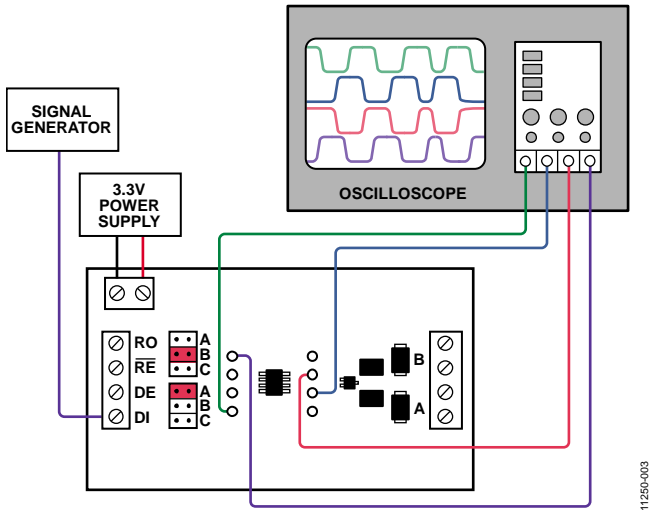 SIGNAL
GENERATOR
3.3V
POWER
SUPPLY
OSCILLOSCOPE
RO
RE
DE
DI
A
B
C
A
B
C
B
A
11250-003